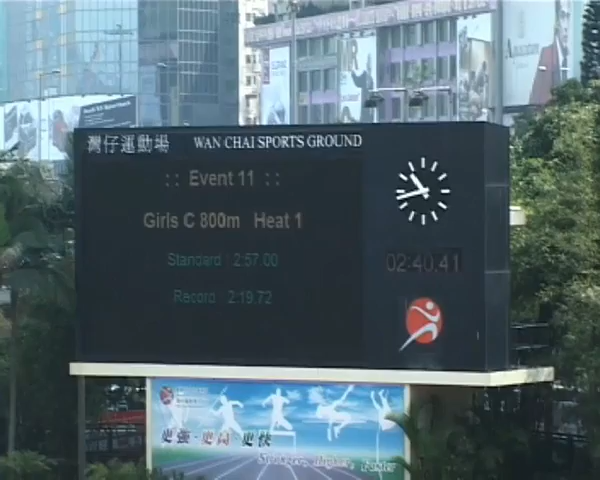 灣仔運動場 WAN CHAI SPORTS GROUND
: : Event 11 : :
Girls C 800m Heat 1
Standard 2:57.00
Record 2:19.72
02:40.41
更強·更高·更快
Stronger, Higher, Faster